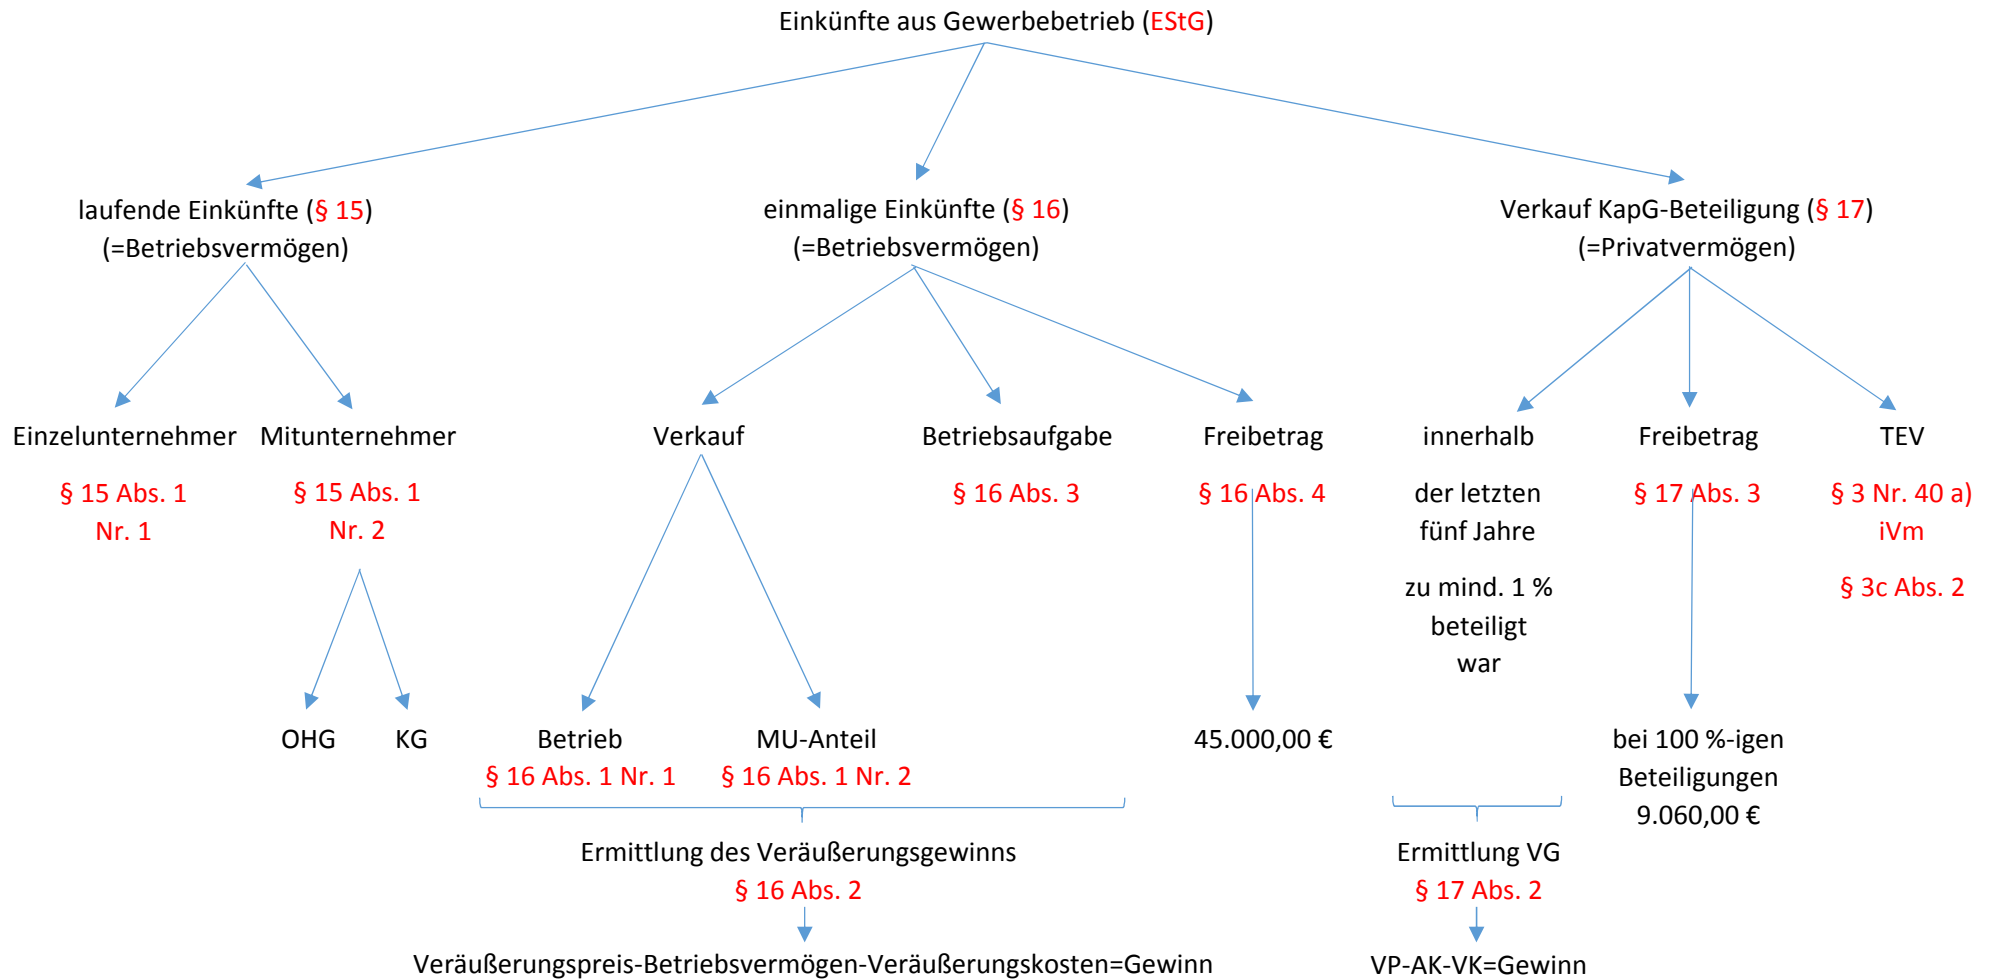 Einkünfte aus Gewerbebetrieb (EStG)
laufende Einkünfte (§ 15)
(=Betriebsvermögen)
einmalige Einkünfte (§ 16)
(=Betriebsvermögen)
Verkauf KapG-Beteiligung (§ 17)
(=Privatvermögen)
Einzelunternehmer
§ 15 Abs. 1
Nr. 1
Mitunternehmer
§ 15 Abs. 1
Nr. 2
Verkauf
Betriebsaufgabe
§ 16 Abs. 3
Freibetrag
§ 16 Abs. 4
innerhalb
der letzten
fünf Jahre
zu mind. 1 %
beteiligt
war
Freibetrag
§ 17 Abs. 3
TEV
§ 3 Nr. 40 a)
iVm
§ 3c Abs. 2
OHG
KG
Betrieb
§ 16 Abs. 1 Nr. 1
MU-Anteil
§ 16 Abs. 1 Nr. 2
45.000,00 €
bei 100 %-igen
Beteiligungen
9.060,00 €
Ermittlung des Veräußerungsgewinns
§ 16 Abs. 2
Veräußerungspreis-Betriebsvermögen-Veräußerungskosten=Gewinn
Ermittlung VG
§ 17 Abs. 2
VP-AK-VK=Gewinn